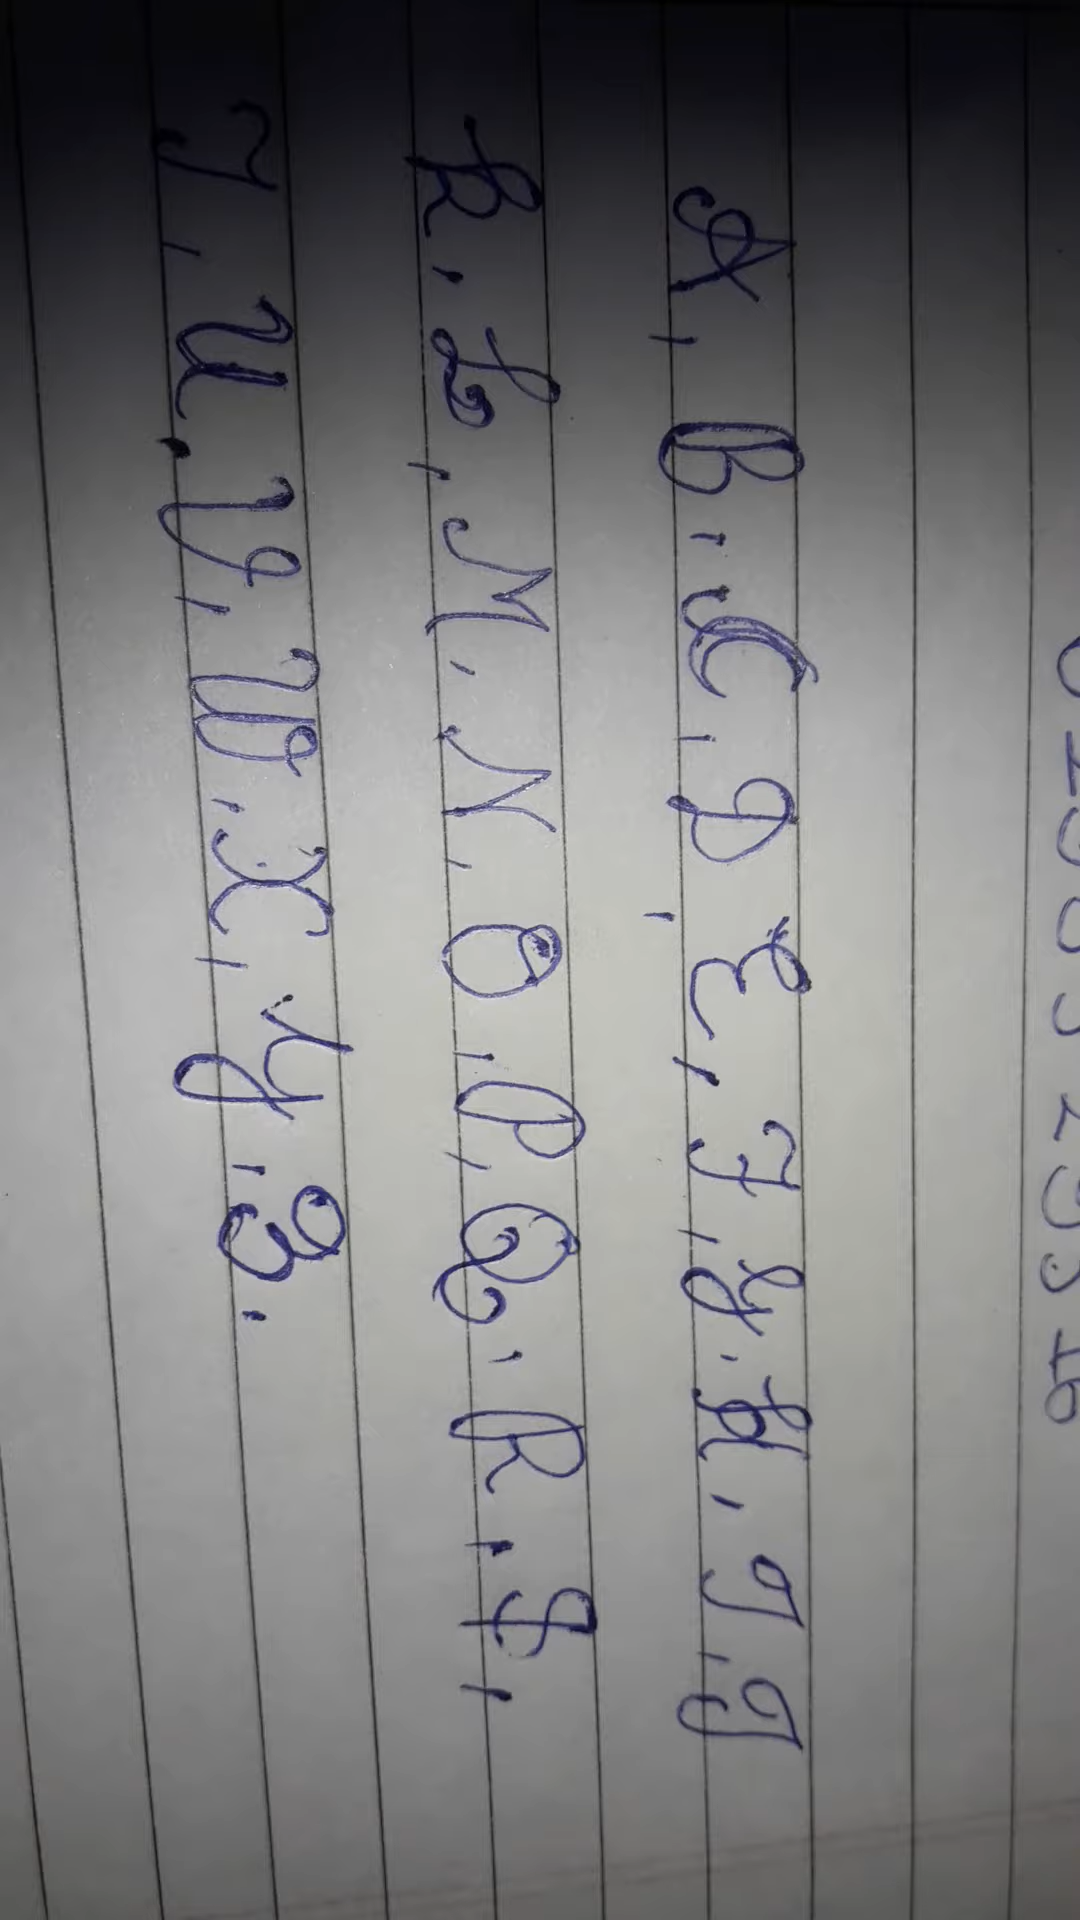 A, B, C, D, E, F, G, H, I, J
K, L, M, N, O, P, Q, R, S,
T, U, V, W, X, Y, Z.